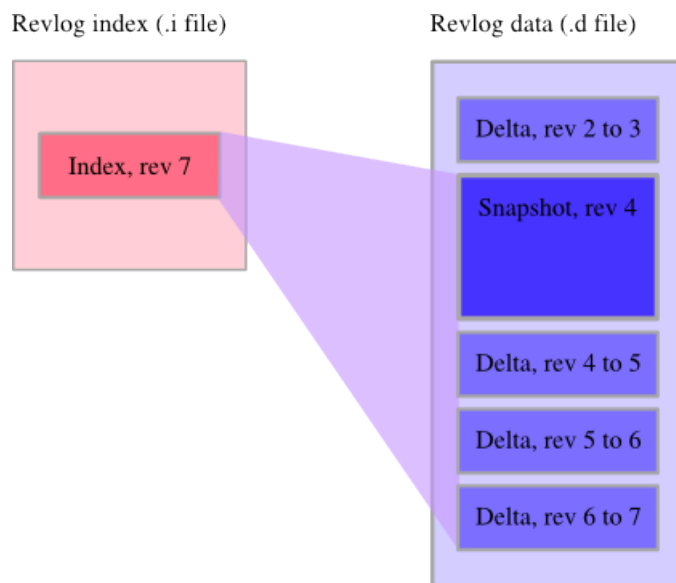 Revlog index (.i file)
Revlog data (.d file)
Index, rev 7
Delta, rev 2 to 3
Snapshot, rev 4
Delta, rev 4 to 5
Delta, rev 5 to 6
Delta, rev 6 to 7